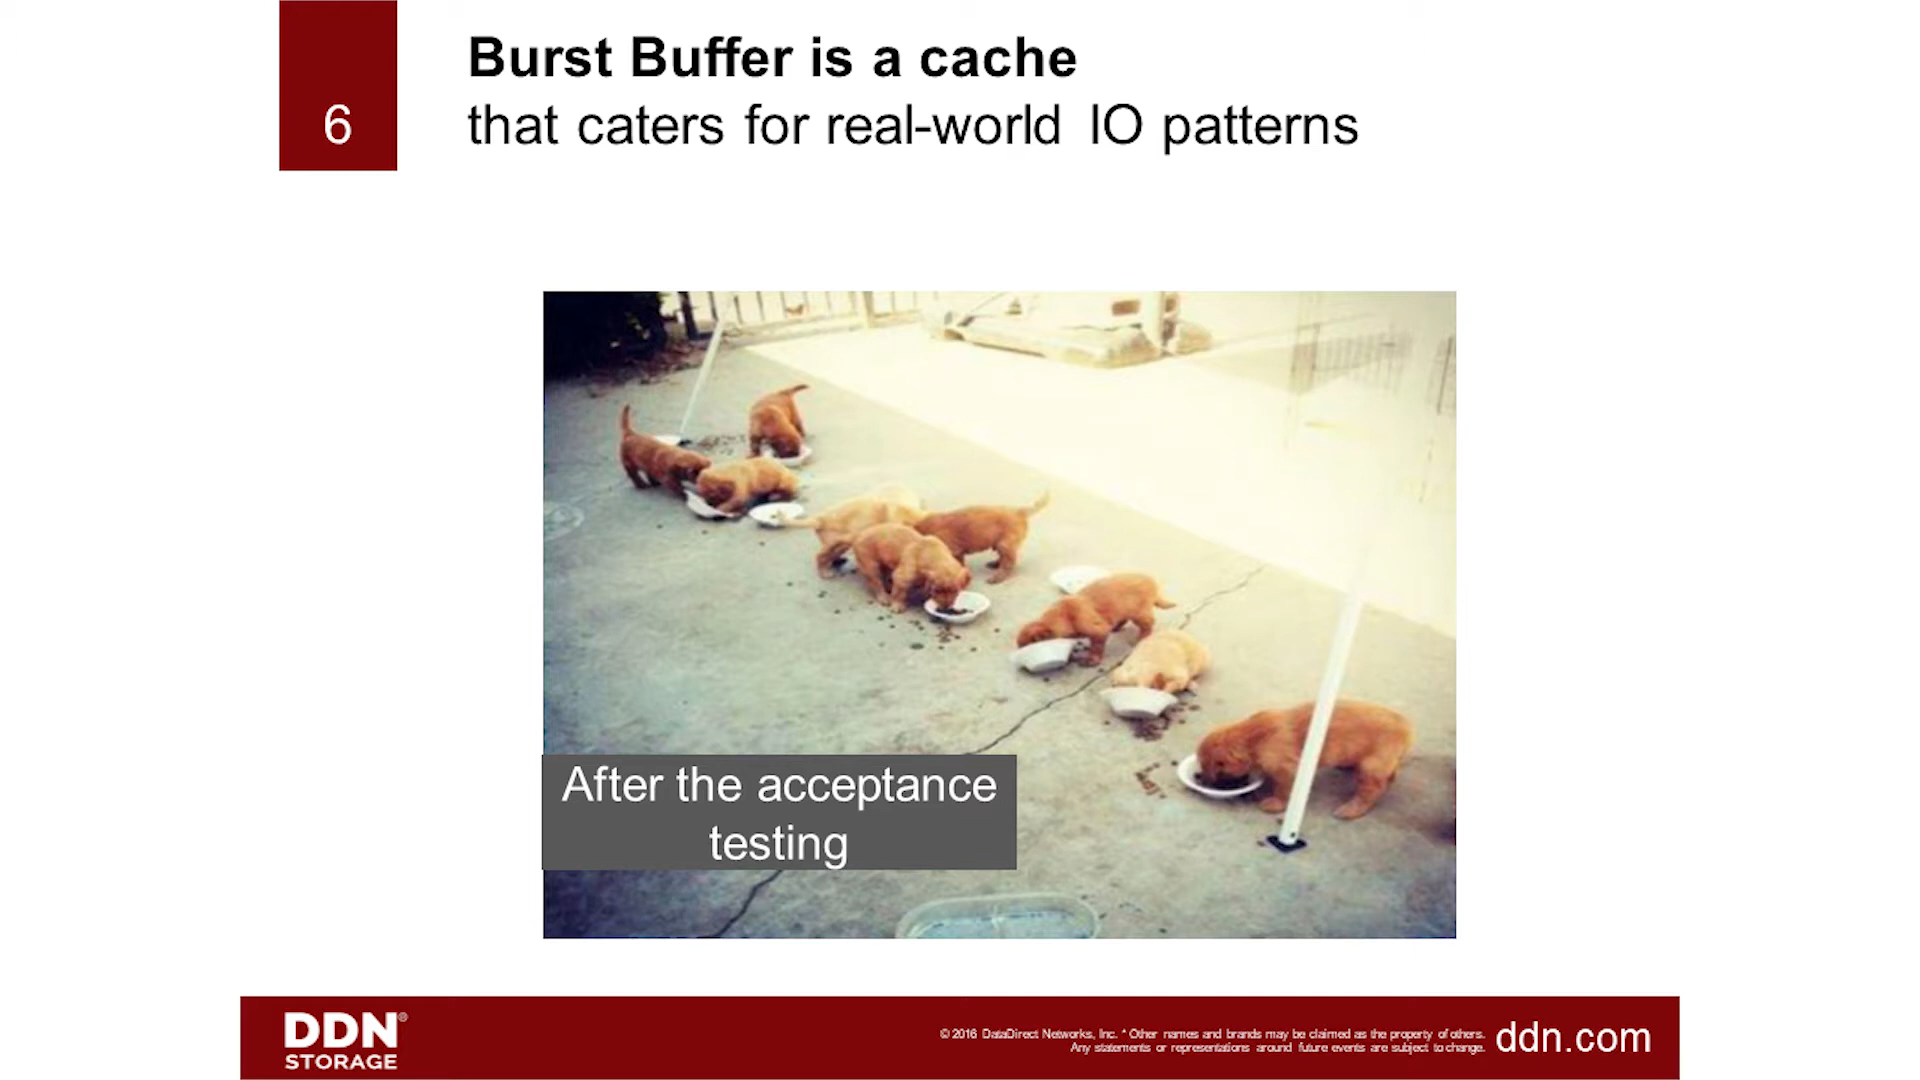 6
Burst Buffer is a cache
that caters for real-world IO patterns
After the acceptance
testing
DDN®
STORAGE
© 2016 DataDirect Networks, Inc. * Other names and brands may be claimed as the property of others.
Any statements or representations around future events are subject to change.
ddn.com